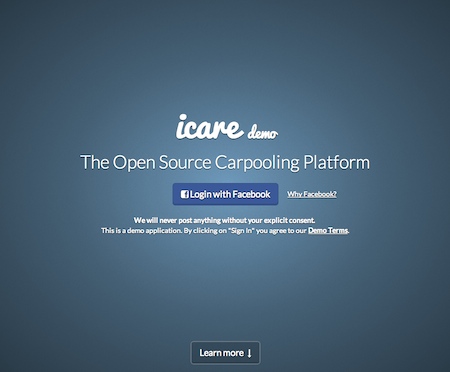 icare demo
The Open Source Carpooling Platform
Login with Facebook Why Facebook?
We will never post anything without your explicit consent.
This is a demo application. By clicking on "Sign In" you agree to our Demo Terms.
Learn more ↓